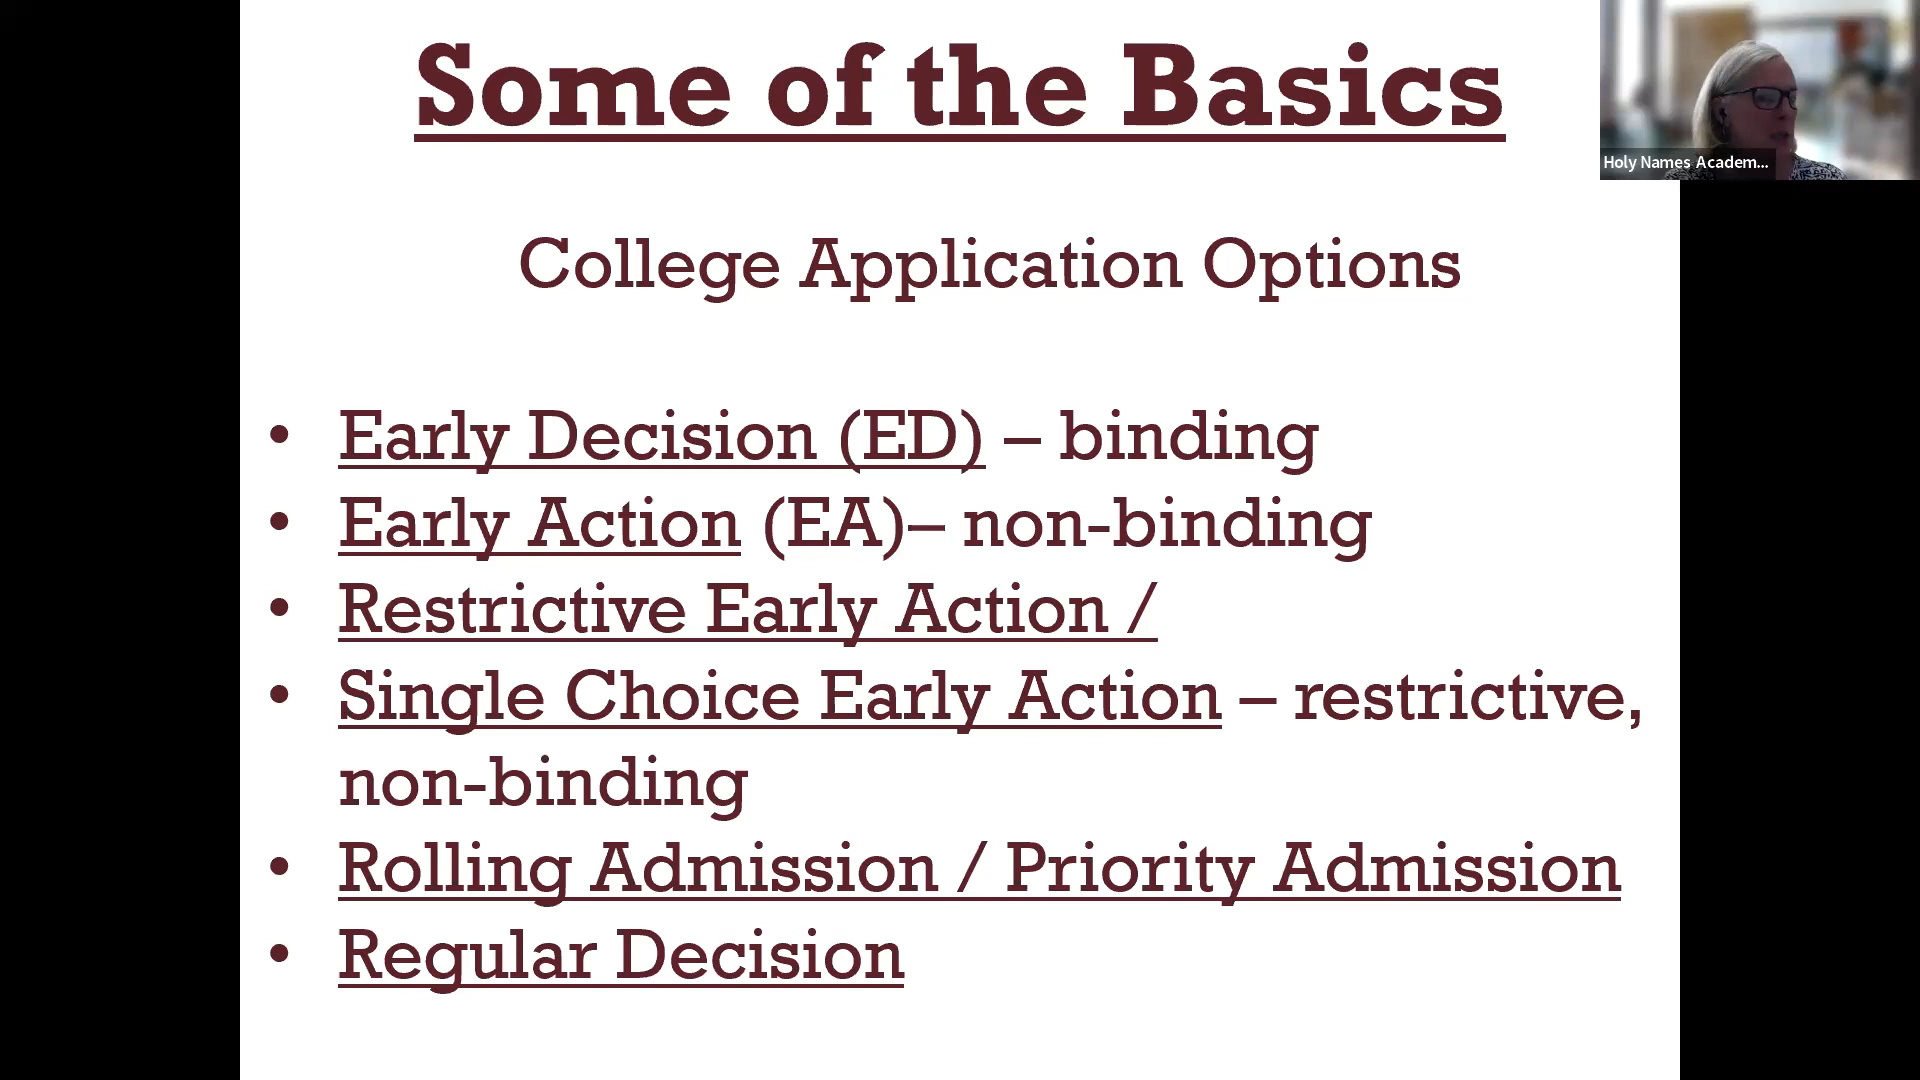 Some of the Basics
Holy Names Academ...
College Application Options
• Early Decision (ED) – binding
• Early Action (EA)– non-binding
• Restrictive Early Action /
• Single Choice Early Action – restrictive,
non-binding
• Rolling Admission / Priority Admission
• Regular Decision